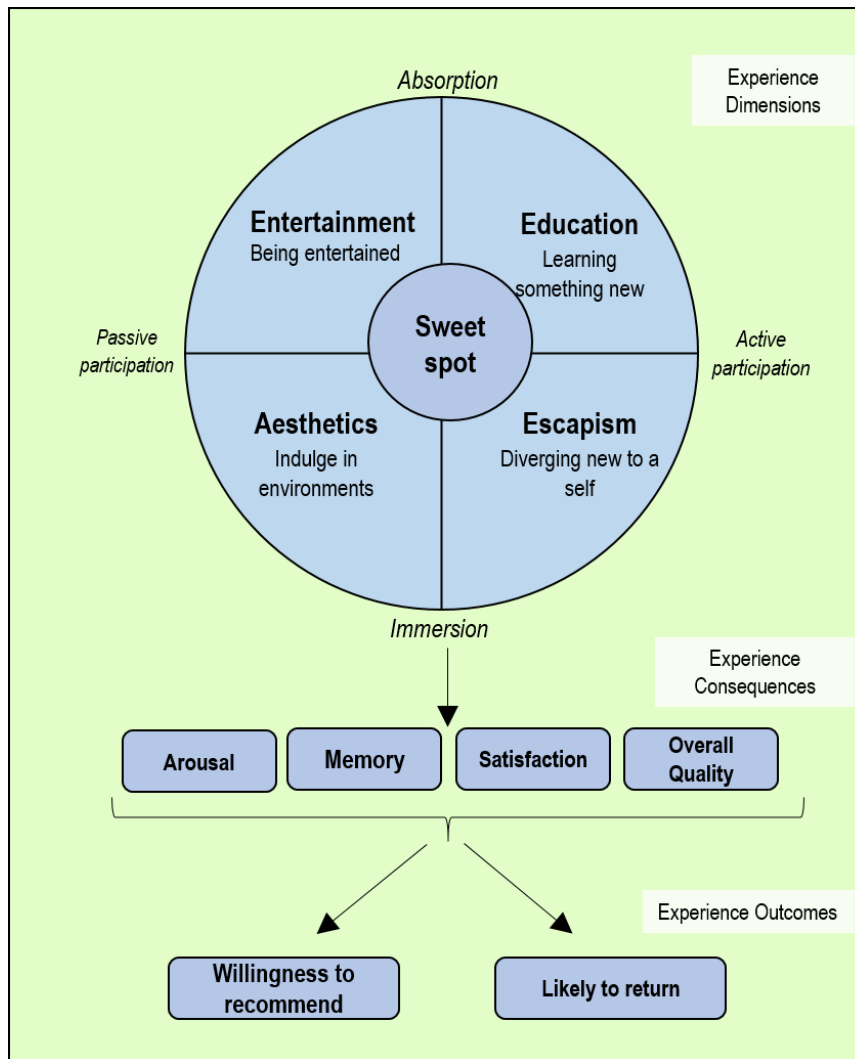 Absorption
Experience
Dimensions
Entertainment
Being entertained
Education
Learning
something new
Sweet
spot
Passive
participation
Active
participation
Aesthetics
Indulge in
environments
Escapism
Diverging new to a
self
Immersion
Experience
Consequences
Arousal
Memory
Satisfaction
Overall
Quality
Experience Outcomes
Willingness to
recommend
Likely to return